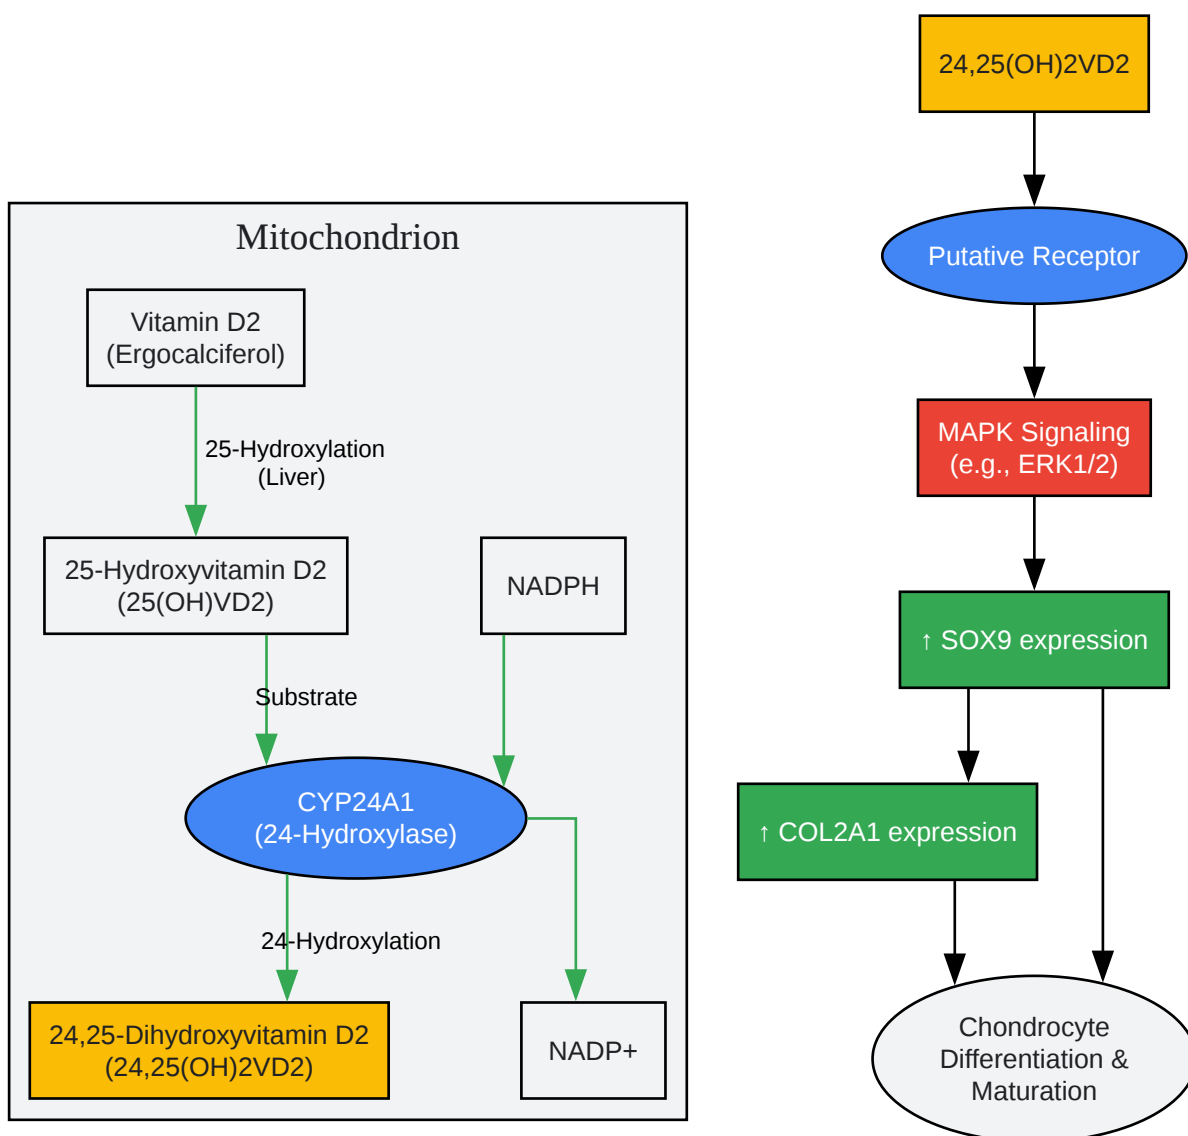 Mitochondrion
Vitamin D2
(Ergocalciferol)
25-Hydroxylation
(Liver)
25-Hydroxyvitamin D2
(25(OH)VD2)
NADPH
Substrate
CYP24A1
(24-Hydroxylase)
24-Hydroxylation
24,25-Dihydroxyvitamin D2
(24,25(OH)2VD2)
NADP+
24,25(OH)2VD2
Putative Receptor
MAPK Signaling
(e.g., ERK1/2)
↑ SOX9 expression
↑ COL2A1 expression
Chondrocyte
Differentiation &
Maturation